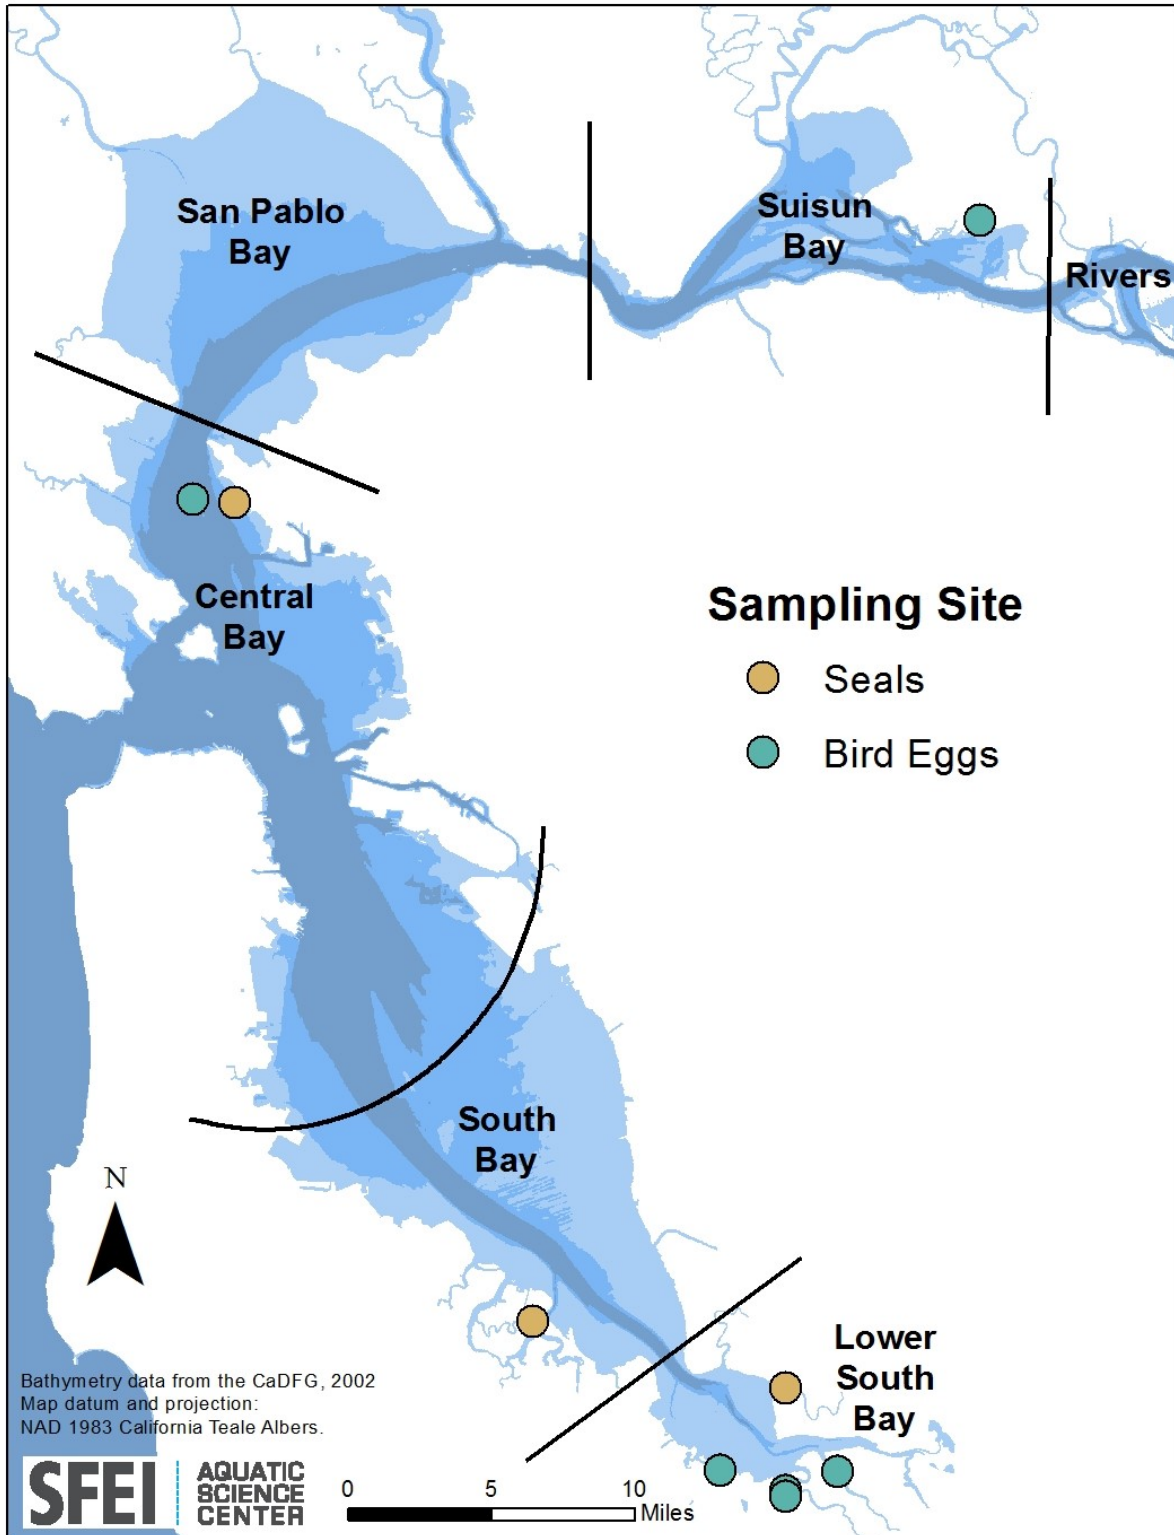 San Pablo
Bay
Suisun
Bay
Rivers
Central
Bay
Sampling Site
Seals
Bird Eggs
South
Bay
N
Lower
South
Bay
Bathymetry data from the CaDFG, 2002
Map datum and projection:
NAD 1983 California Teale Albers.
SFEI
AQUATIC
SCIENCE
CENTER
0 5 10
Miles